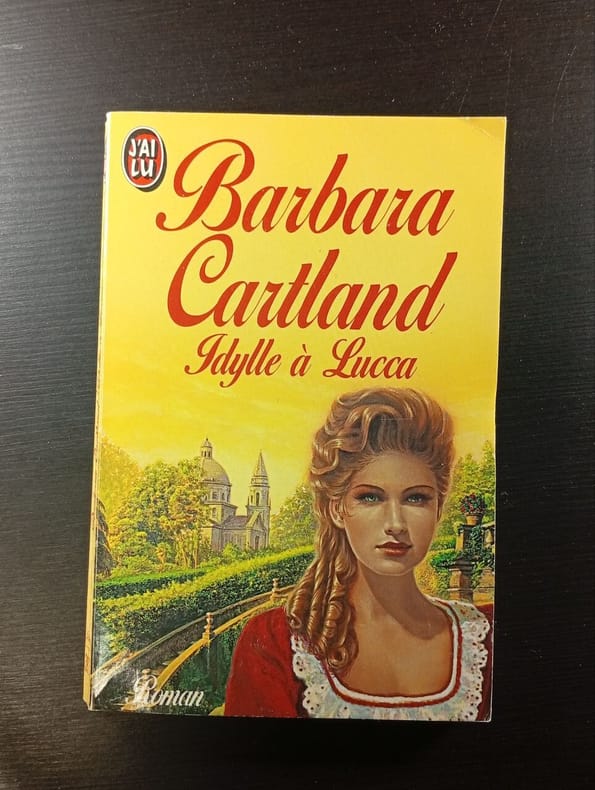 J'AI
LU
Barbara
Cartland
Idylle à Lucca
Roman